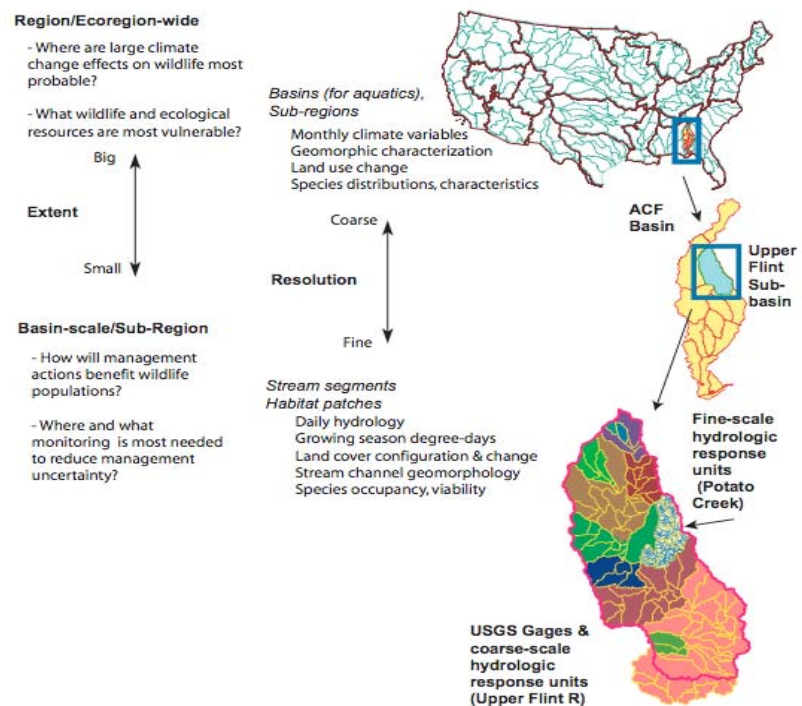 Region/Ecoregion-wide
- Where are large climate
change effects on wildlife most
probable?
- What wildlife and ecological
resources are most vulnerable?
Big
Extent
Small
Basin-scale/Sub-Region
- How will management
actions benefit wildlife
populations?
- Where and what
monitoring is most needed
to reduce management
uncertainty?
Basins (for aquatics),
Sub-regions
Monthly climate variables
Geomorphic characterization
Land use change
Species distributions, characteristics
Coarse
Resolution
Fine
Stream segments
Habitat patches
Daily hydrology
Growing season degree-days
Land cover configuration & change
Stream channel geomorphology
Species occupancy, viability
ACF
Basin
Upper
Flint
Sub-
basin
Fine-scale
hydrologic
response
units
(Potato
Creek)
USGS Gages &
coarse-scale
hydrologic
response units
(Upper Flint R)